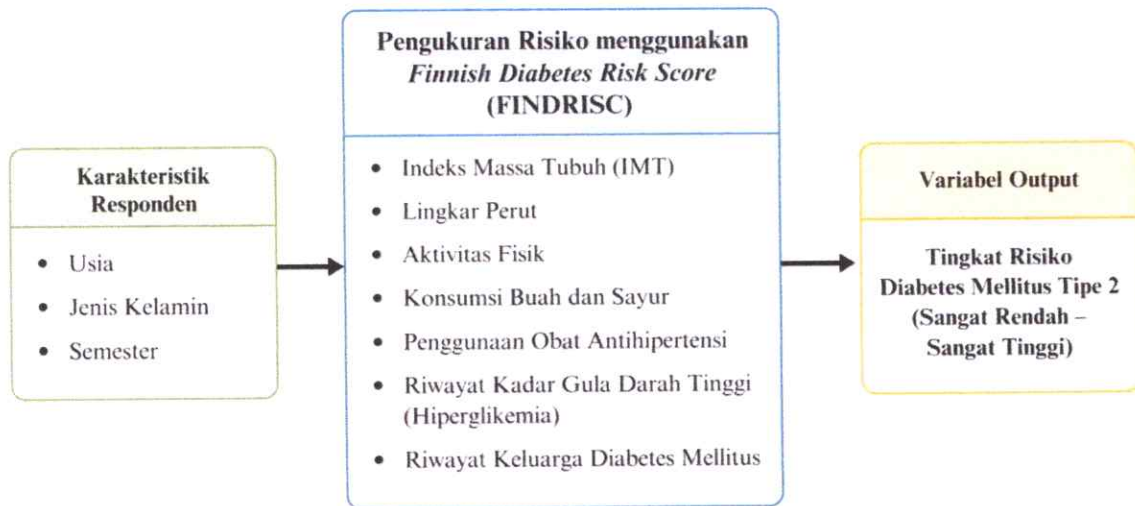 Karakteristik
Responden
• Usia
• Jenis Kelamin
• Semester
Pengukuran Risiko menggunakan
Finnish Diabetes Risk Score
(FINDRISC)
• Indeks Massa Tubuh (IMT)
• Lingkar Perut
• Aktivitas Fisik
• Konsumsi Buah dan Sayur
• Penggunaan Obat Antihipertensi
• Riwayat Kadar Gula Darah Tinggi
(Hiperglikemia)
• Riwayat Keluarga Diabetes Mellitus
Variabel Output
Tingkat Risiko
Diabetes Mellitus Tipe 2
(Sangat Rendah –
Sangat Tinggi)